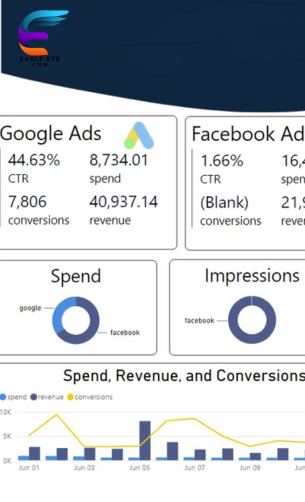 EAGLE EYE
CRM
Google Ads
44.63% 8,734.01
CTR spend
7,806 40,937.14
conversions revenue
Facebook Ad
1.66% 16,4
CTR spen
(Blank) 21,9
conversions reven
Spend
google
facebook
Impressions
facebook
Spend, Revenue, and Conversions
spend revenue conversions
10K
5K
0K
Jun 01 Jun 03 Jun 05 Jun 07 Jun 09 Jun